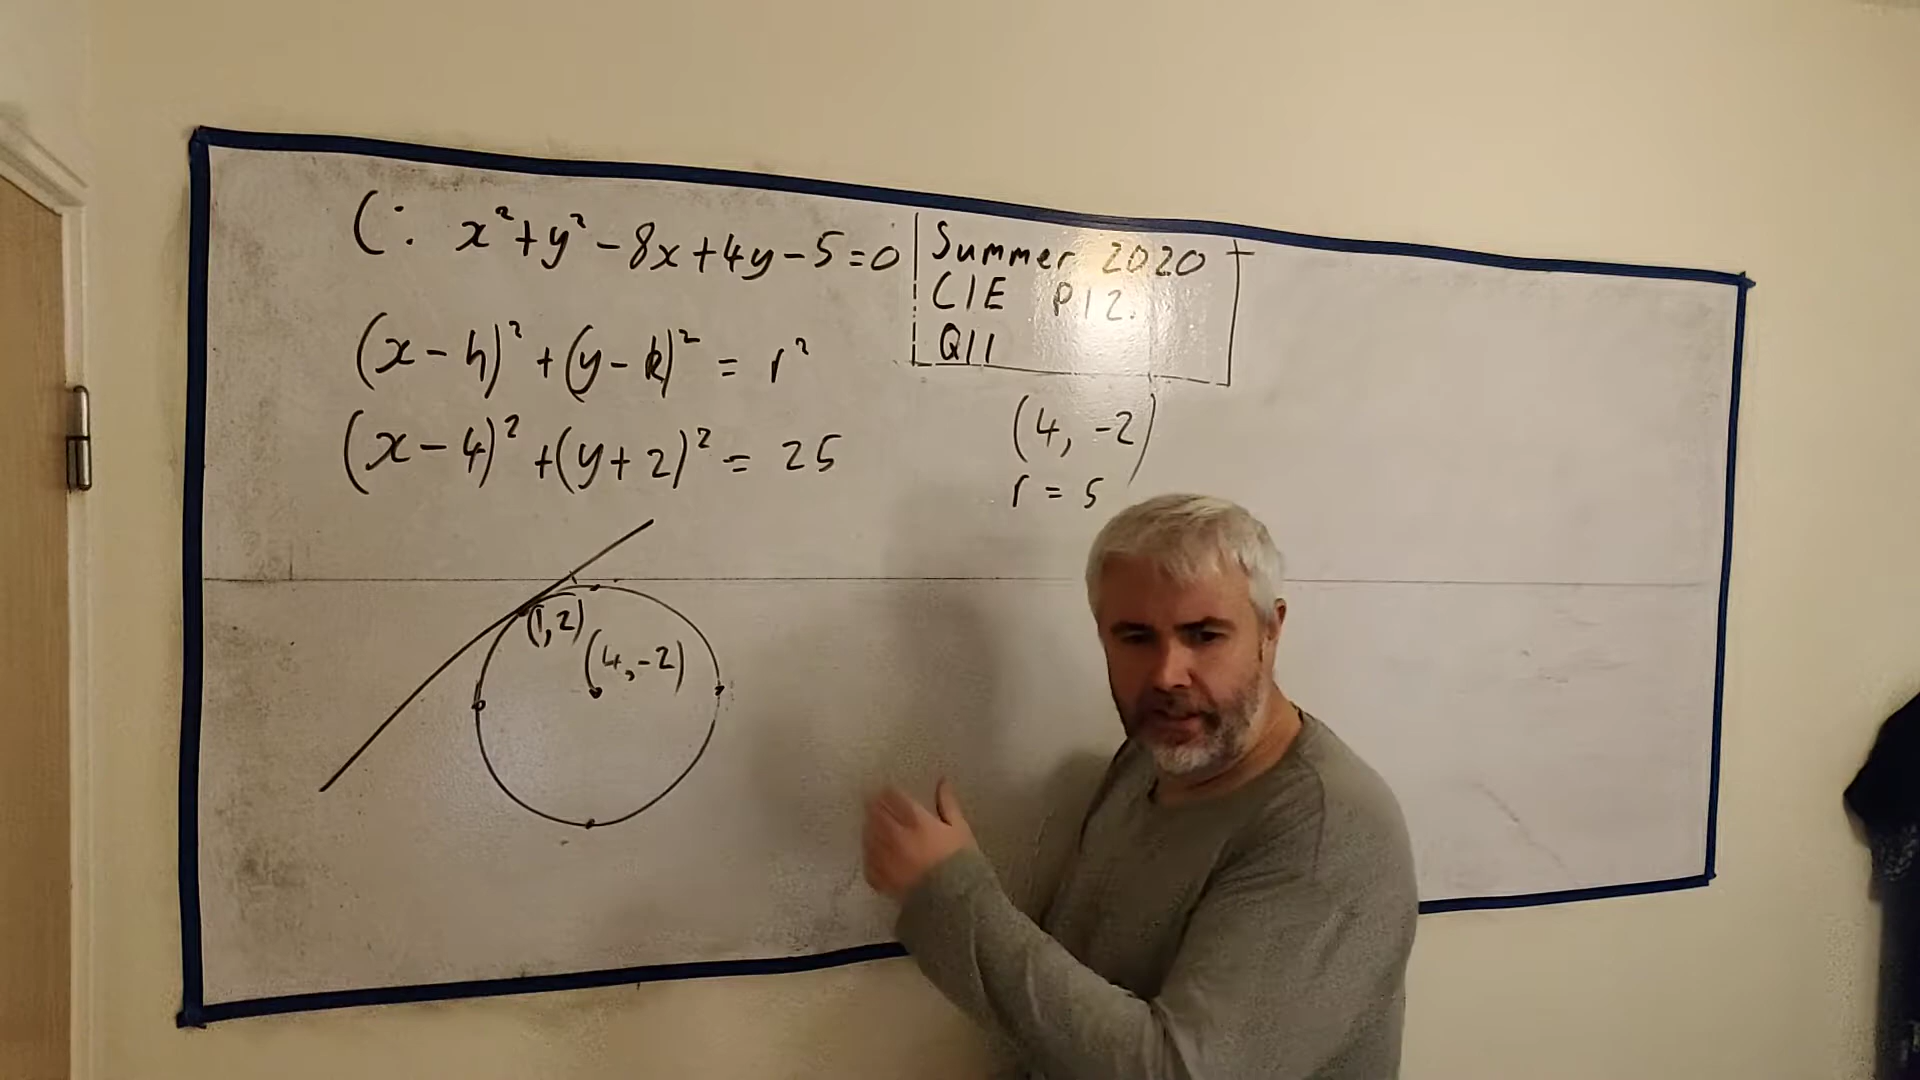 C: x²+y²-8x+4y-5=0
Summer 2020
CIE P12.
Q11
(x-h)²+(y-k)² = r²
(x-4)²+(y+2)² = 25
(4, -2)
r = 5
(1,2)
(4,-2)